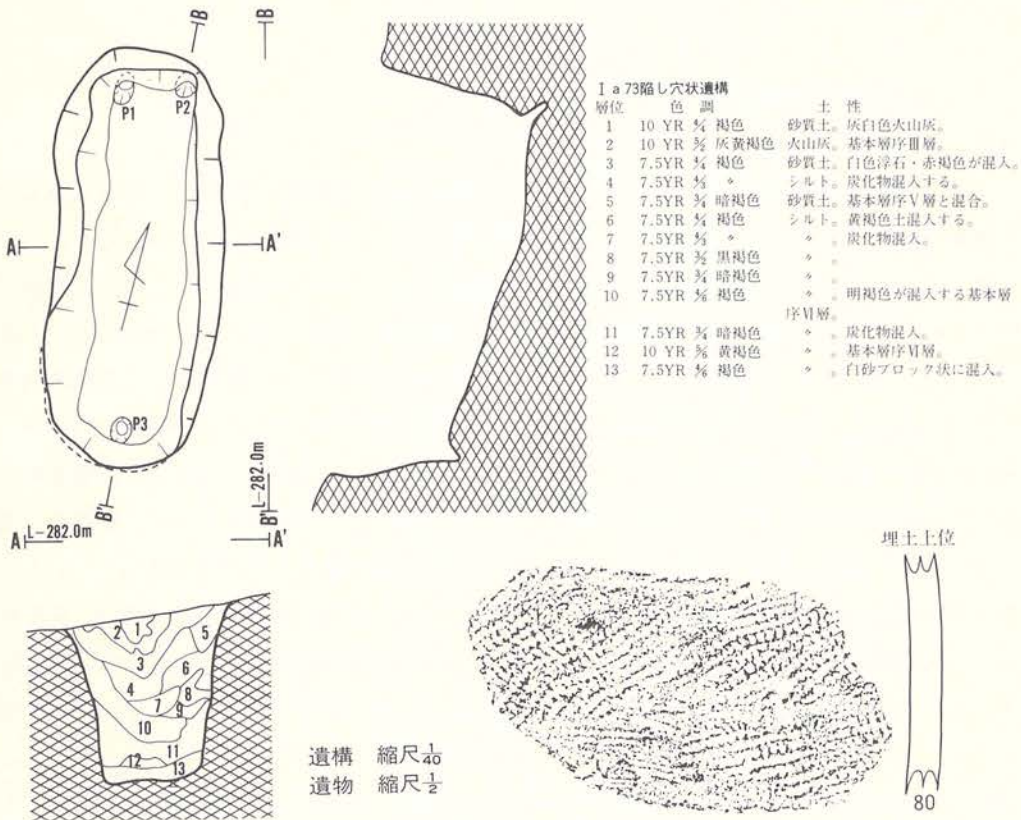 B
B
P1
P2
A
A'
P3
B'
L-282.0m
B'
A L-282.0m
A'
Ⅰa73陥し穴状遺構
層位 色調 土性
1 10 YR 4/4 褐色 砂質土。灰白色火山灰。
2 10 YR 5/2 灰黄褐色 火山灰。基本層序Ⅲ層。
3 7.5YR 4/4 褐色 砂質土。白色浮石・赤褐色が混入。
4 7.5YR 4/3 〃 シルト。炭化物混入する。
5 7.5YR 3/4 暗褐色 砂質土。基本層序Ⅴ層と混合。
6 7.5YR 4/4 褐色 シルト。黄褐色土混入する。
7 7.5YR 〃 〃。炭化物混入。
8 7.5YR 3/2 黒褐色 〃。
9 7.5YR 3/4 暗褐色 〃。
10 7.5YR 4/6 褐色 〃。明褐色が混入する基本層
序Ⅵ層。
11 7.5YR 3/4 暗褐色 〃。炭化物混入。
12 10 YR 5/6 黄褐色 〃。基本層序Ⅵ層。
13 7.5YR 4/6 褐色 〃。白砂ブロック状に混入。
2 1 5
3
6
4
7 8
9
10
11
12
13
遺構 縮尺1/40
遺物 縮尺1/2
埋土上位
80